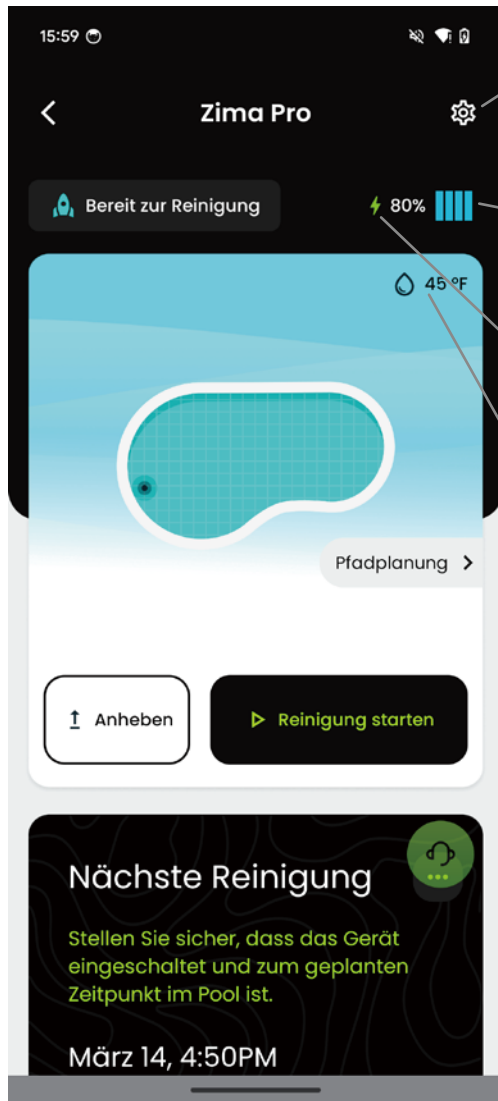 15:59
Zima Pro
Bereit zur Reinigung
80%
45 °F
Pfadplanung
Anheben
Reinigung starten
Nächste Reinigung
Stellen Sie sicher, dass das Gerät
eingeschaltet und zum geplanten
Zeitpunkt im Pool ist.
März 14, 4:50PM